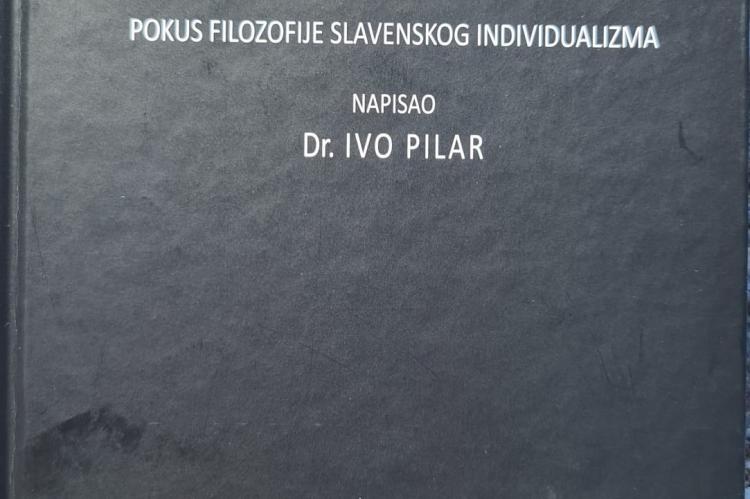 POKUS FILOZOFIJE SLAVENSKOG INDIVIDUALIZMA
NAPISAO
Dr. IVO PILAR